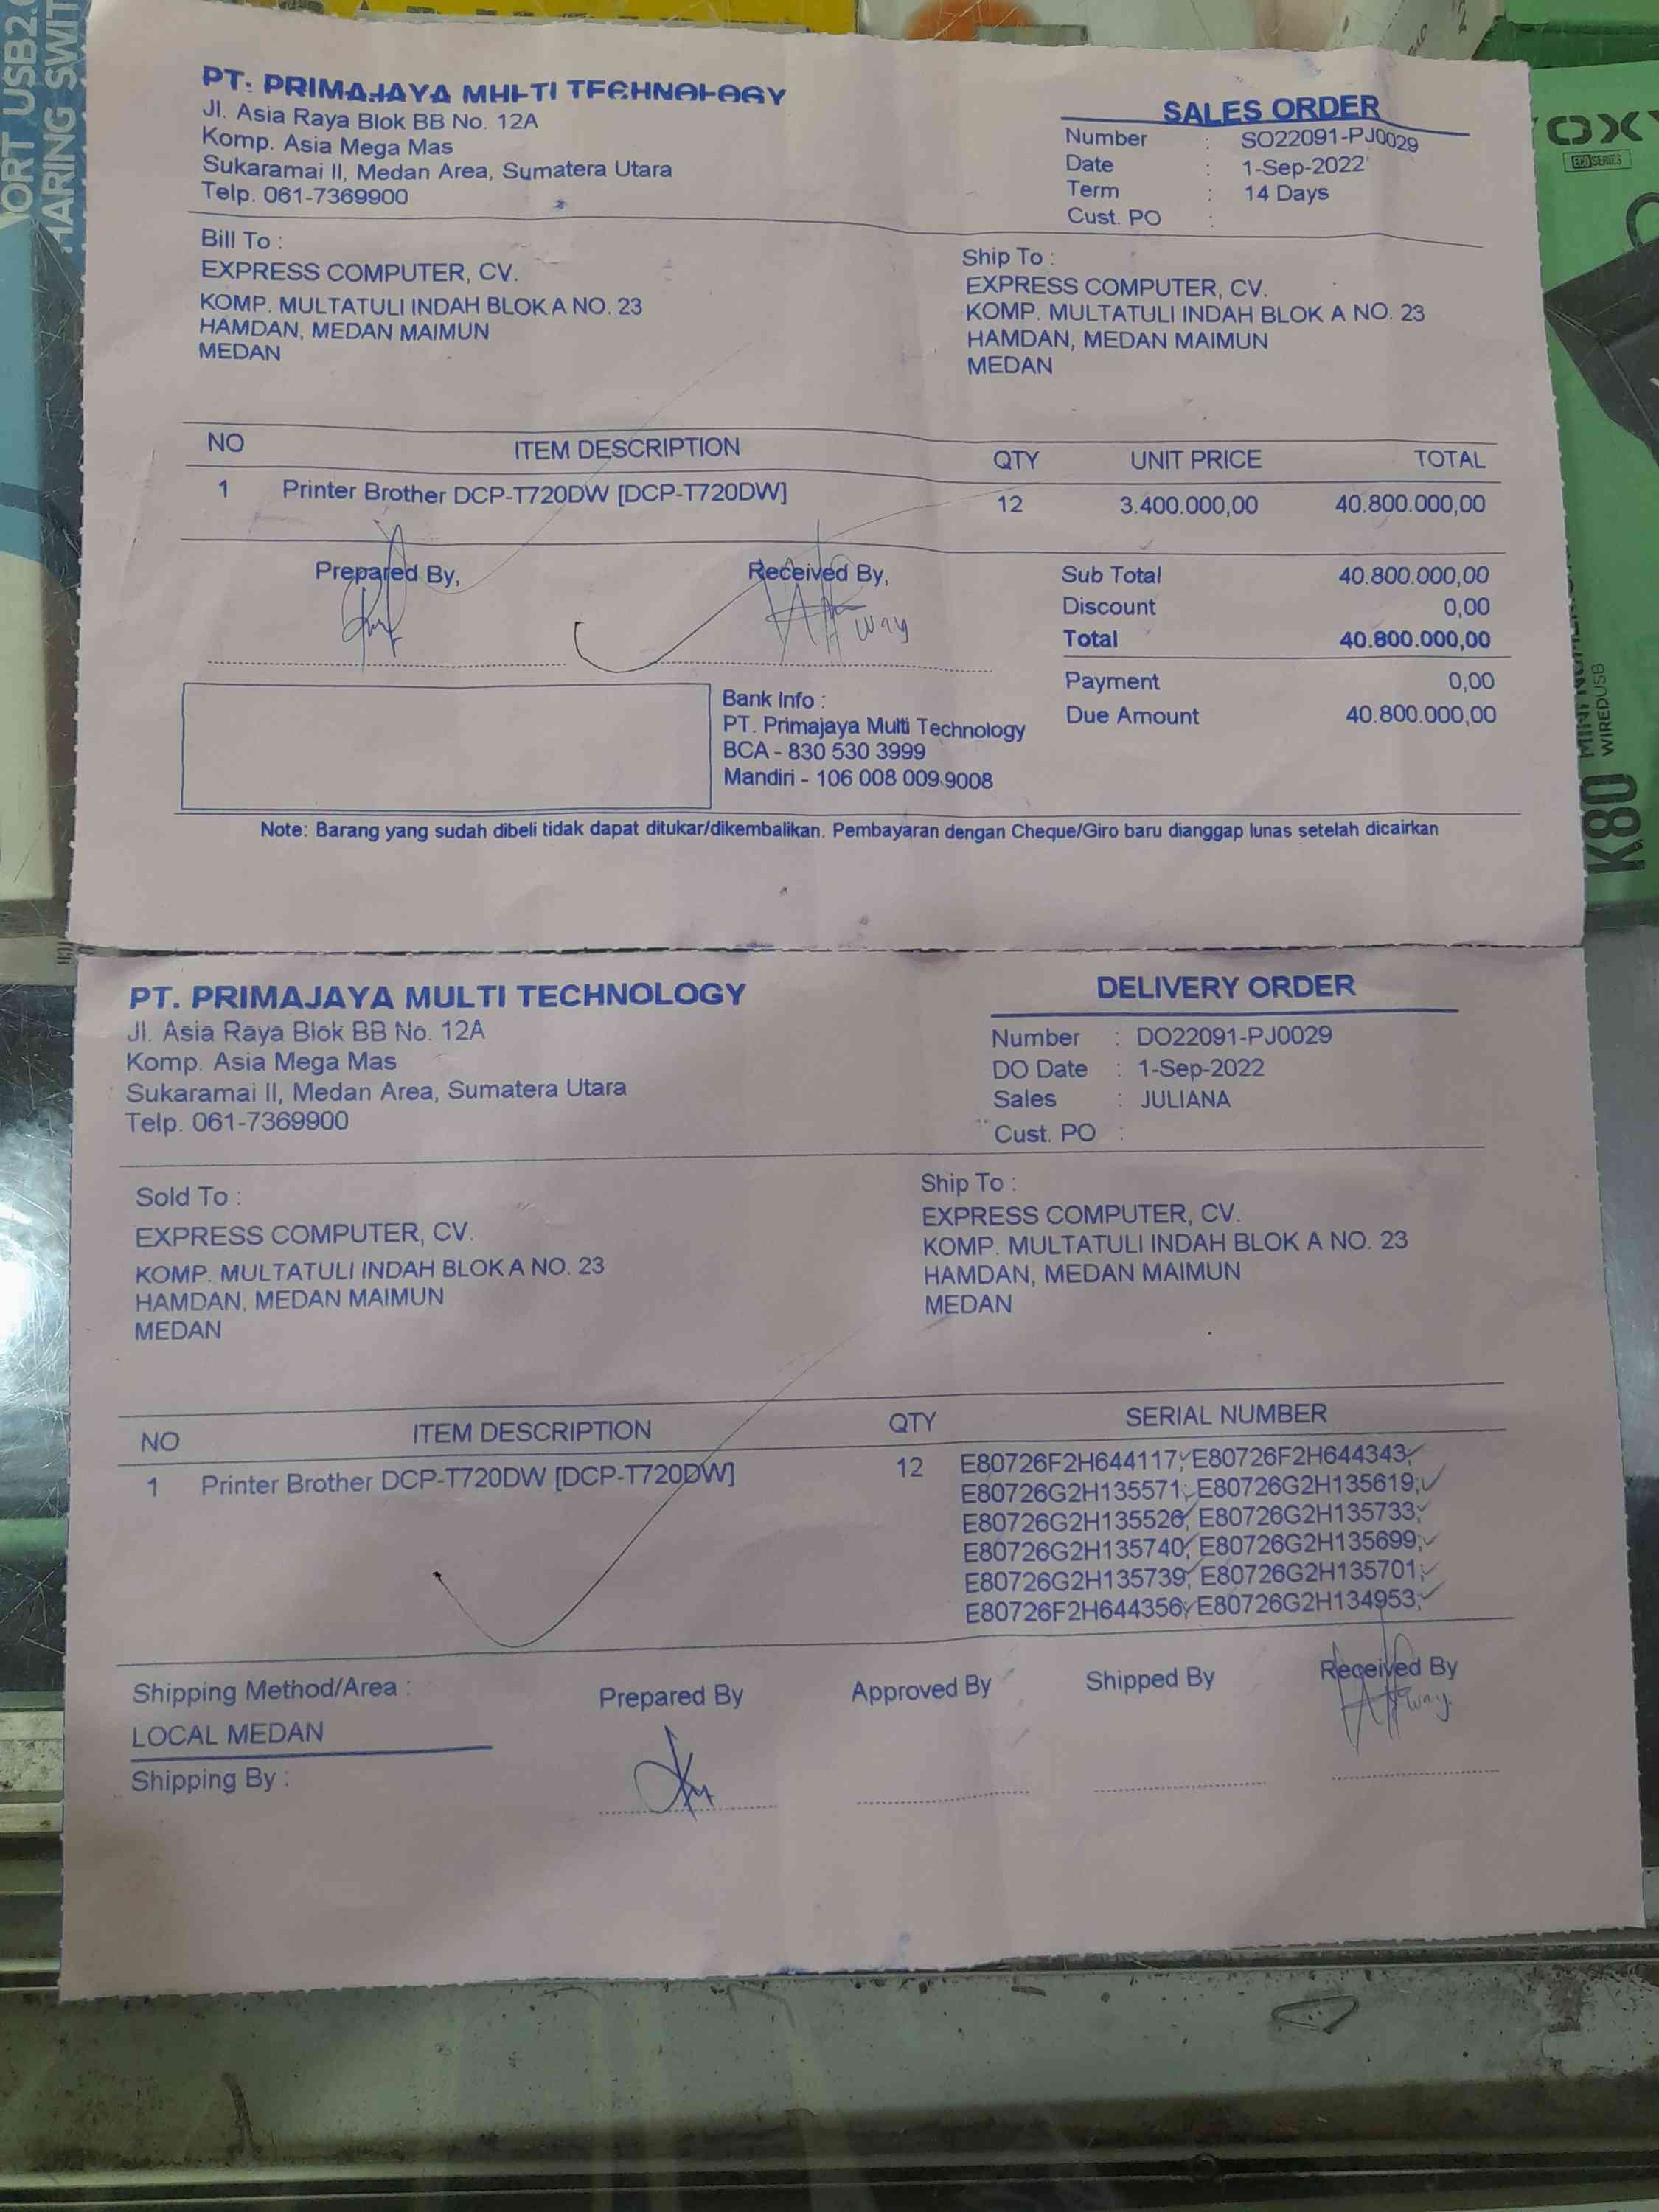 PT. PRIMAJAYA MULTI TECHNOLOGY
Jl. Asia Raya Blok BB No. 12A
Komp. Asia Mega Mas
Sukaramai II, Medan Area, Sumatera Utara
Telp. 061-7369900
SALES ORDER
Number : SO22091-PJ0029
Date : 1-Sep-2022
Term : 14 Days
Cust. PO :
Bill To :
EXPRESS COMPUTER, CV.
KOMP. MULTATULI INDAH BLOK A NO. 23
HAMDAN, MEDAN MAIMUN
MEDAN
Ship To :
EXPRESS COMPUTER, CV.
KOMP. MULTATULI INDAH BLOK A NO. 23
HAMDAN, MEDAN MAIMUN
MEDAN
NO ITEM DESCRIPTION QTY UNIT PRICE TOTAL
1 Printer Brother DCP-T720DW [DCP-T720DW] 12 3.400.000,00 40.800.000,00
Prepared By, Received By,
Sub Total 40.800.000,00
Discount 0,00
Total 40.800.000,00
Payment 0,00
Due Amount 40.800.000,00
Bank Info :
PT. Primajaya Multi Technology
BCA - 830 530 3999
Mandiri - 106 008 009 9008
Note: Barang yang sudah dibeli tidak dapat ditukar/dikembalikan. Pembayaran dengan Cheque/Giro baru dianggap lunas setelah dicairkan
PT. PRIMAJAYA MULTI TECHNOLOGY
Jl. Asia Raya Blok BB No. 12A
Komp. Asia Mega Mas
Sukaramai II, Medan Area, Sumatera Utara
Telp. 061-7369900
DELIVERY ORDER
Number : DO22091-PJ0029
DO Date : 1-Sep-2022
Sales : JULIANA
Cust. PO :
Sold To :
EXPRESS COMPUTER, CV.
KOMP. MULTATULI INDAH BLOK A NO. 23
HAMDAN, MEDAN MAIMUN
MEDAN
Ship To :
EXPRESS COMPUTER, CV.
KOMP. MULTATULI INDAH BLOK A NO. 23
HAMDAN, MEDAN MAIMUN
MEDAN
NO ITEM DESCRIPTION QTY SERIAL NUMBER
1 Printer Brother DCP-T720DW [DCP-T720DW] 12 E80726F2H644117; E80726F2H644343;
E80726G2H135571; E80726G2H135619;
E80726G2H135526; E80726G2H135733;
E80726G2H135740; E80726G2H135699;
E80726G2H135739; E80726G2H135701;
E80726F2H644356; E80726G2H134953;
Shipping Method/Area :
LOCAL MEDAN
Shipping By :
Prepared By Approved By Shipped By Received By
ECO SERIES
K80
WIREDUSB